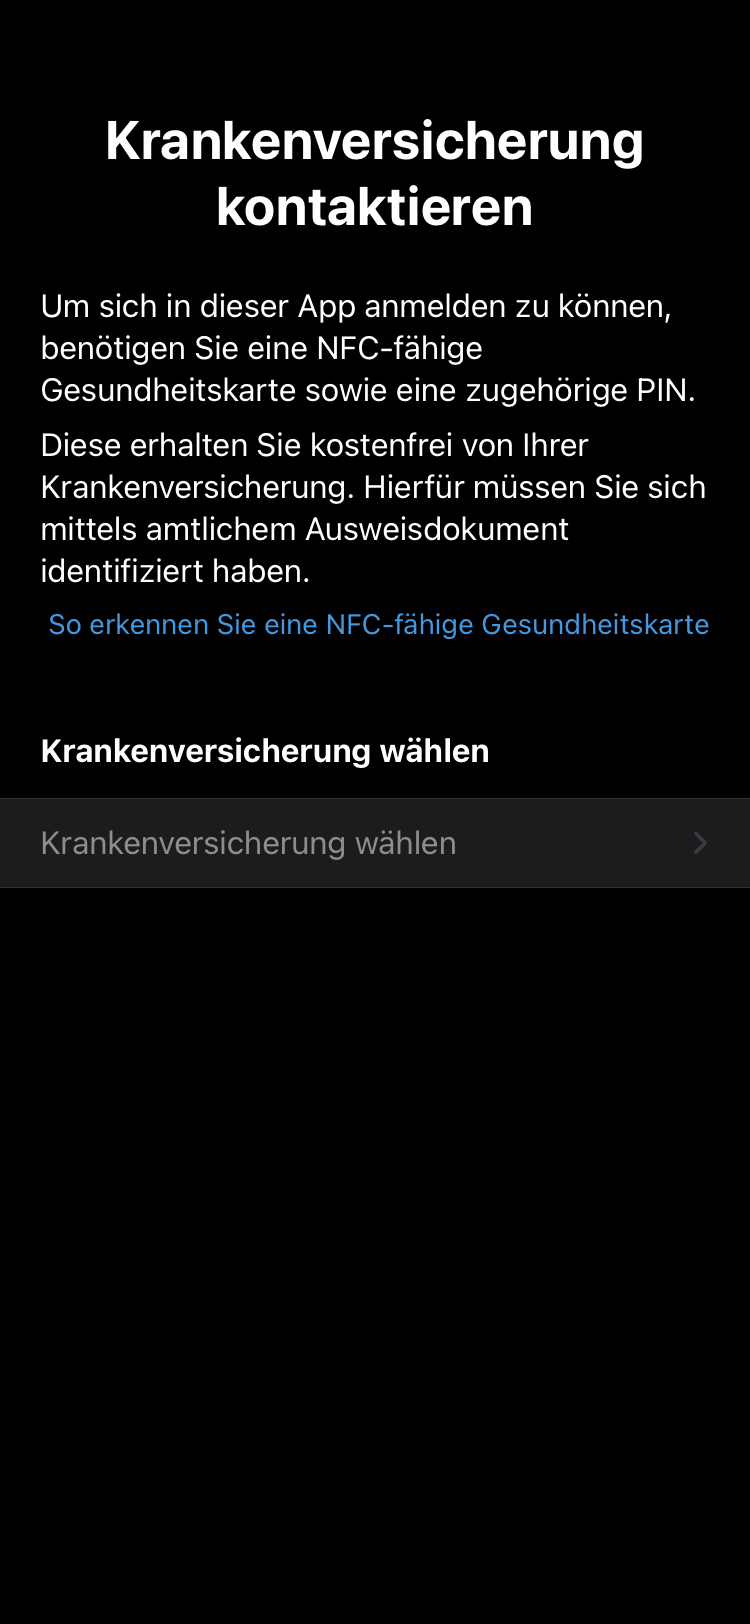 Krankenversicherung
kontaktieren
Um sich in dieser App anmelden zu können,
benötigen Sie eine NFC-fähige
Gesundheitskarte sowie eine zugehörige PIN.
Diese erhalten Sie kostenfrei von Ihrer
Krankenversicherung. Hierfür müssen Sie sich
mittels amtlichem Ausweisdokument
identifiziert haben.
So erkennen Sie eine NFC-fähige Gesundheitskarte
Krankenversicherung wählen
Krankenversicherung wählen